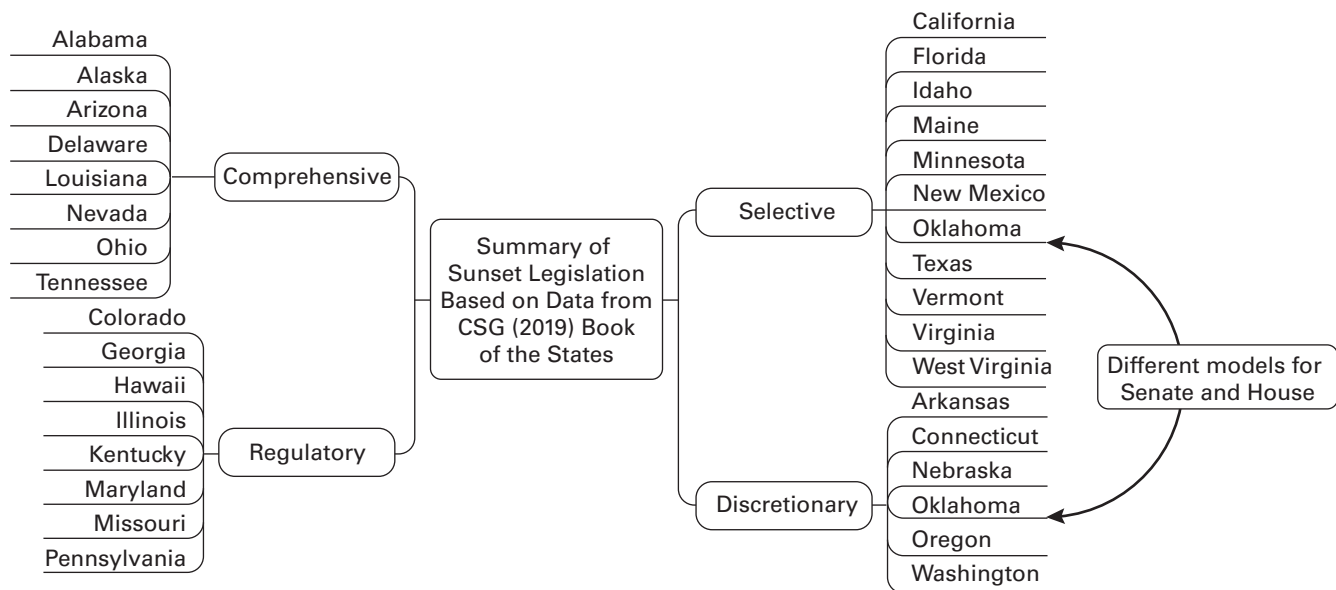 Alabama
Alaska
Arizona
Delaware
Louisiana
Nevada
Ohio
Tennessee
Comprehensive
Colorado
Georgia
Hawaii
Illinois
Kentucky
Maryland
Missouri
Pennsylvania
Regulatory
Summary of
Sunset Legislation
Based on Data from
CSG (2019) Book
of the States
Selective
California
Florida
Idaho
Maine
Minnesota
New Mexico
Oklahoma
Texas
Vermont
Virginia
West Virginia
Discretionary
Arkansas
Connecticut
Nebraska
Oklahoma
Oregon
Washington
Different models for
Senate and House